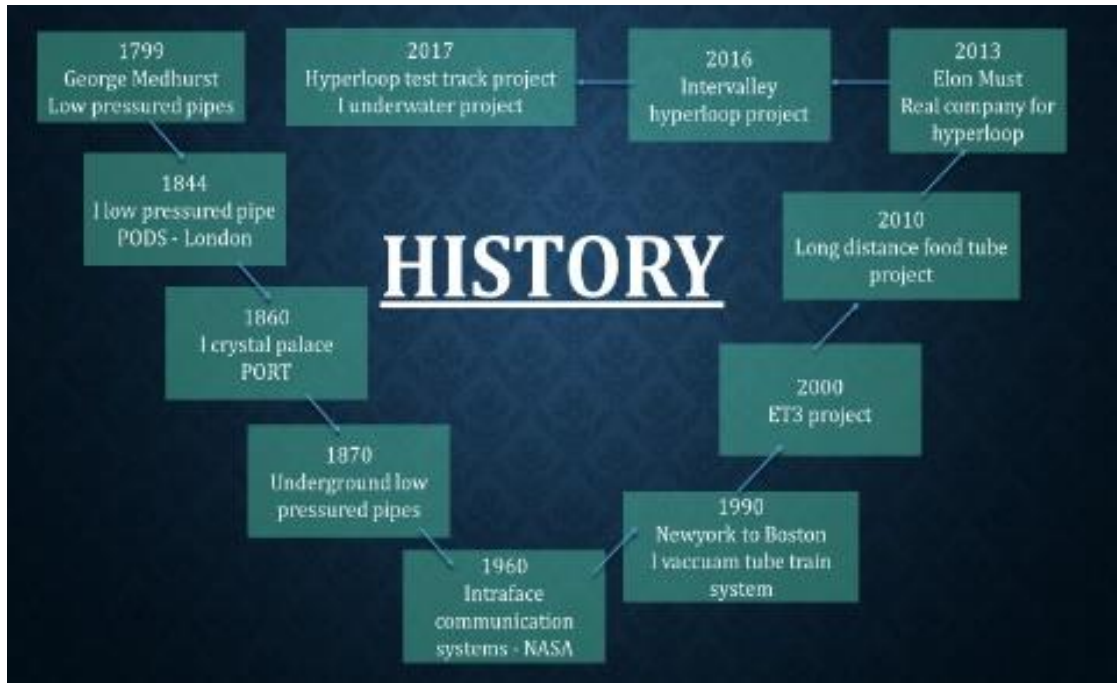 1799
George Medhurst
Low pressured pipes
1844
I low pressured pipe
PODS - London
1860
I crystal palace
PORT
1870
Underground low
pressured pipes
1960
Intraface
communication
systems - NASA
1990
Newyork to Boston
I vaccuam tube train
system
2000
ET3 project
2010
Long distance food tube
project
2013
Elon Must
Real company for
hyperloop
2016
Intervalley
hyperloop project
2017
Hyperloop test track project
I underwater project
HISTORY